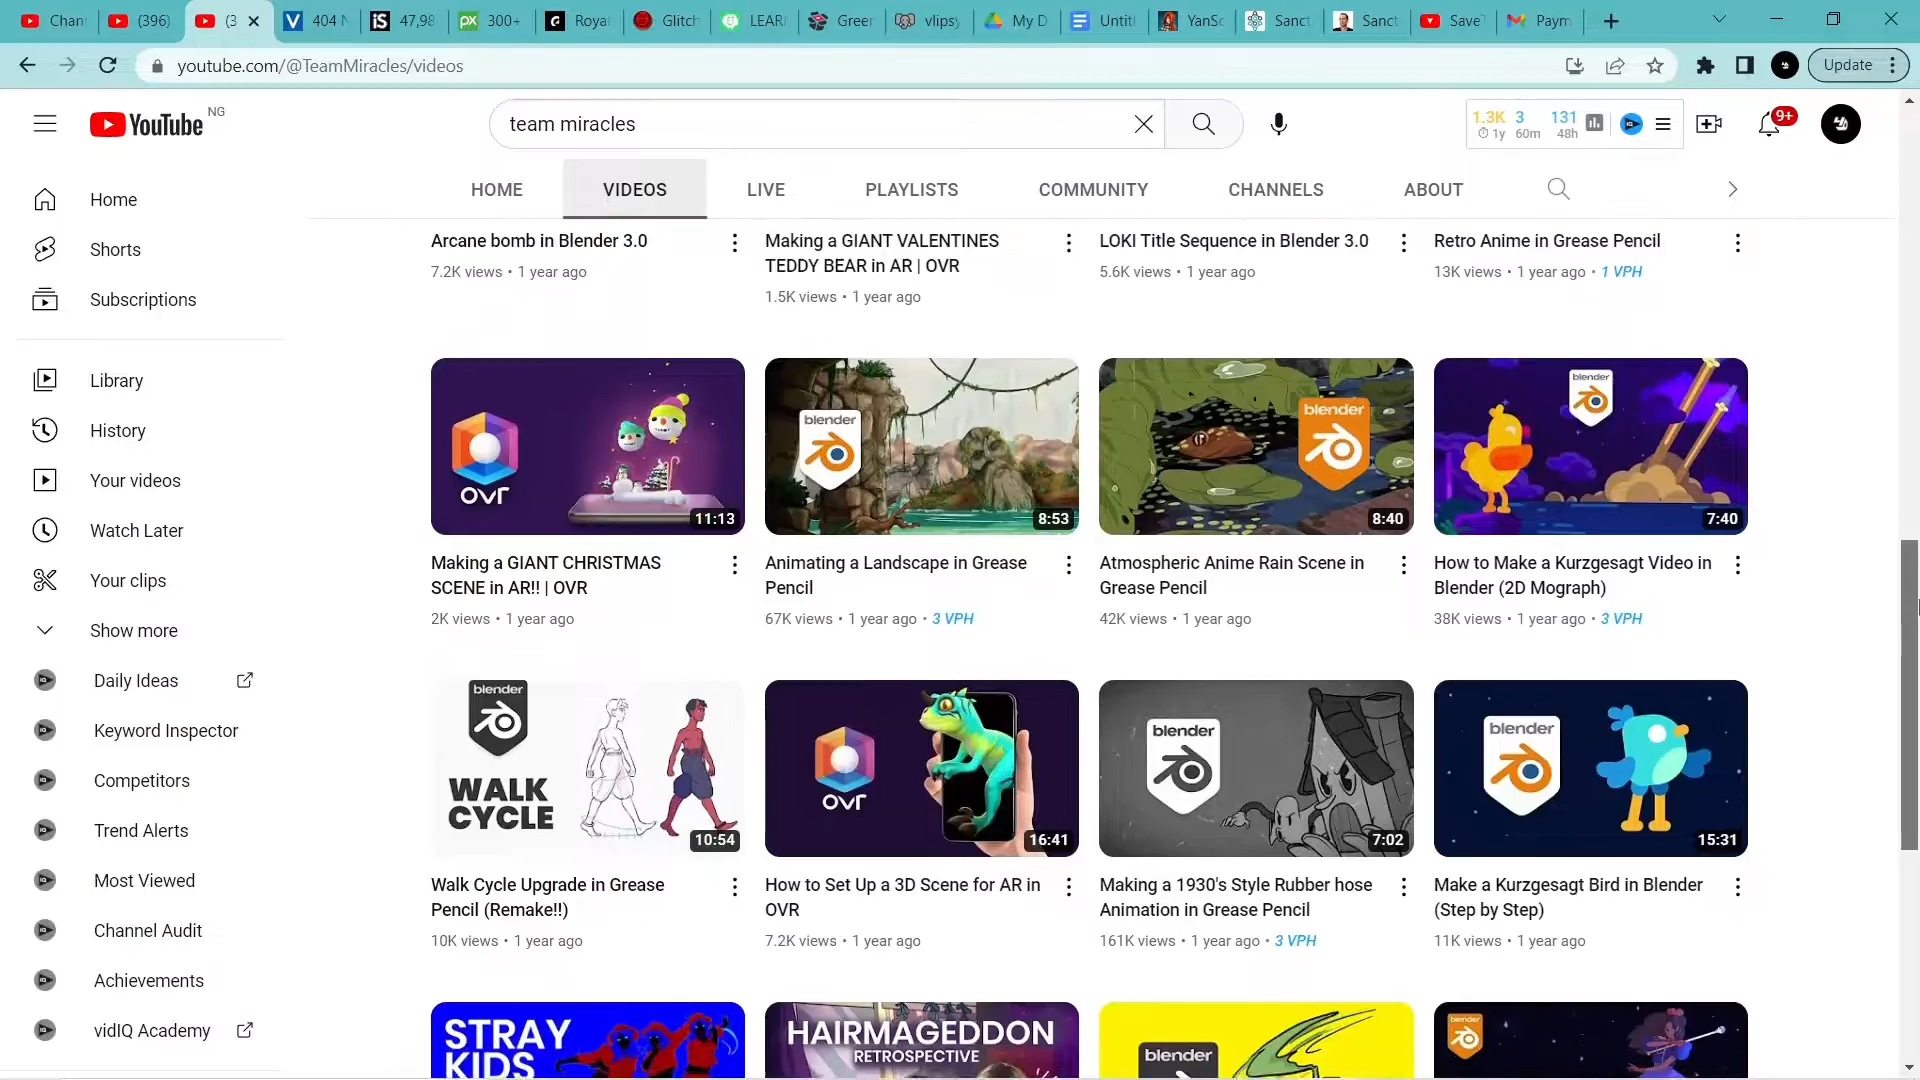 Chan
(396)
(3
404 N
iS
47,98
px
300+
Roya
Glitch
LEAR
Green
vlipsy
My D
Untitl
YanSc
Sanct
Sanct
SaveT
Paym
youtube.com/@TeamMiracles/videos
Update
YouTube NG
team miracles
1.3K 3 131
1y 60m 48h
9+
HOME VIDEOS LIVE PLAYLISTS COMMUNITY CHANNELS ABOUT
Home
Shorts
Subscriptions
Library
History
Your videos
Watch Later
Your clips
Show more
Daily Ideas
Keyword Inspector
Competitors
Trend Alerts
Most Viewed
Channel Audit
Achievements
vidIQ Academy
Arcane bomb in Blender 3.0
7.2K views • 1 year ago
Making a GIANT VALENTINES
TEDDY BEAR in AR | OVR
1.5K views • 1 year ago
LOKI Title Sequence in Blender 3.0
5.6K views • 1 year ago
Retro Anime in Grease Pencil
13K views • 1 year ago • 1 VPH
ovr
11:13
Making a GIANT CHRISTMAS
SCENE in AR!! | OVR
2K views • 1 year ago
blender
8:53
Animating a Landscape in Grease
Pencil
67K views • 1 year ago • 3 VPH
blender
8:40
Atmospheric Anime Rain Scene in
Grease Pencil
42K views • 1 year ago
blender
7:40
How to Make a Kurzgesagt Video in
Blender (2D Mograph)
38K views • 1 year ago • 3 VPH
blender
WALK
CYCLE
10:54
Walk Cycle Upgrade in Grease
Pencil (Remake!!)
10K views • 1 year ago
ovr
16:41
How to Set Up a 3D Scene for AR in
OVR
7.2K views • 1 year ago
blender
7:02
Making a 1930's Style Rubber hose
Animation in Grease Pencil
161K views • 1 year ago • 3 VPH
blender
15:31
Make a Kurzgesagt Bird in Blender
(Step by Step)
11K views • 1 year ago
STRAY
KIDS
HAIRMAGEDDON
RETROSPECTIVE
blender
blender